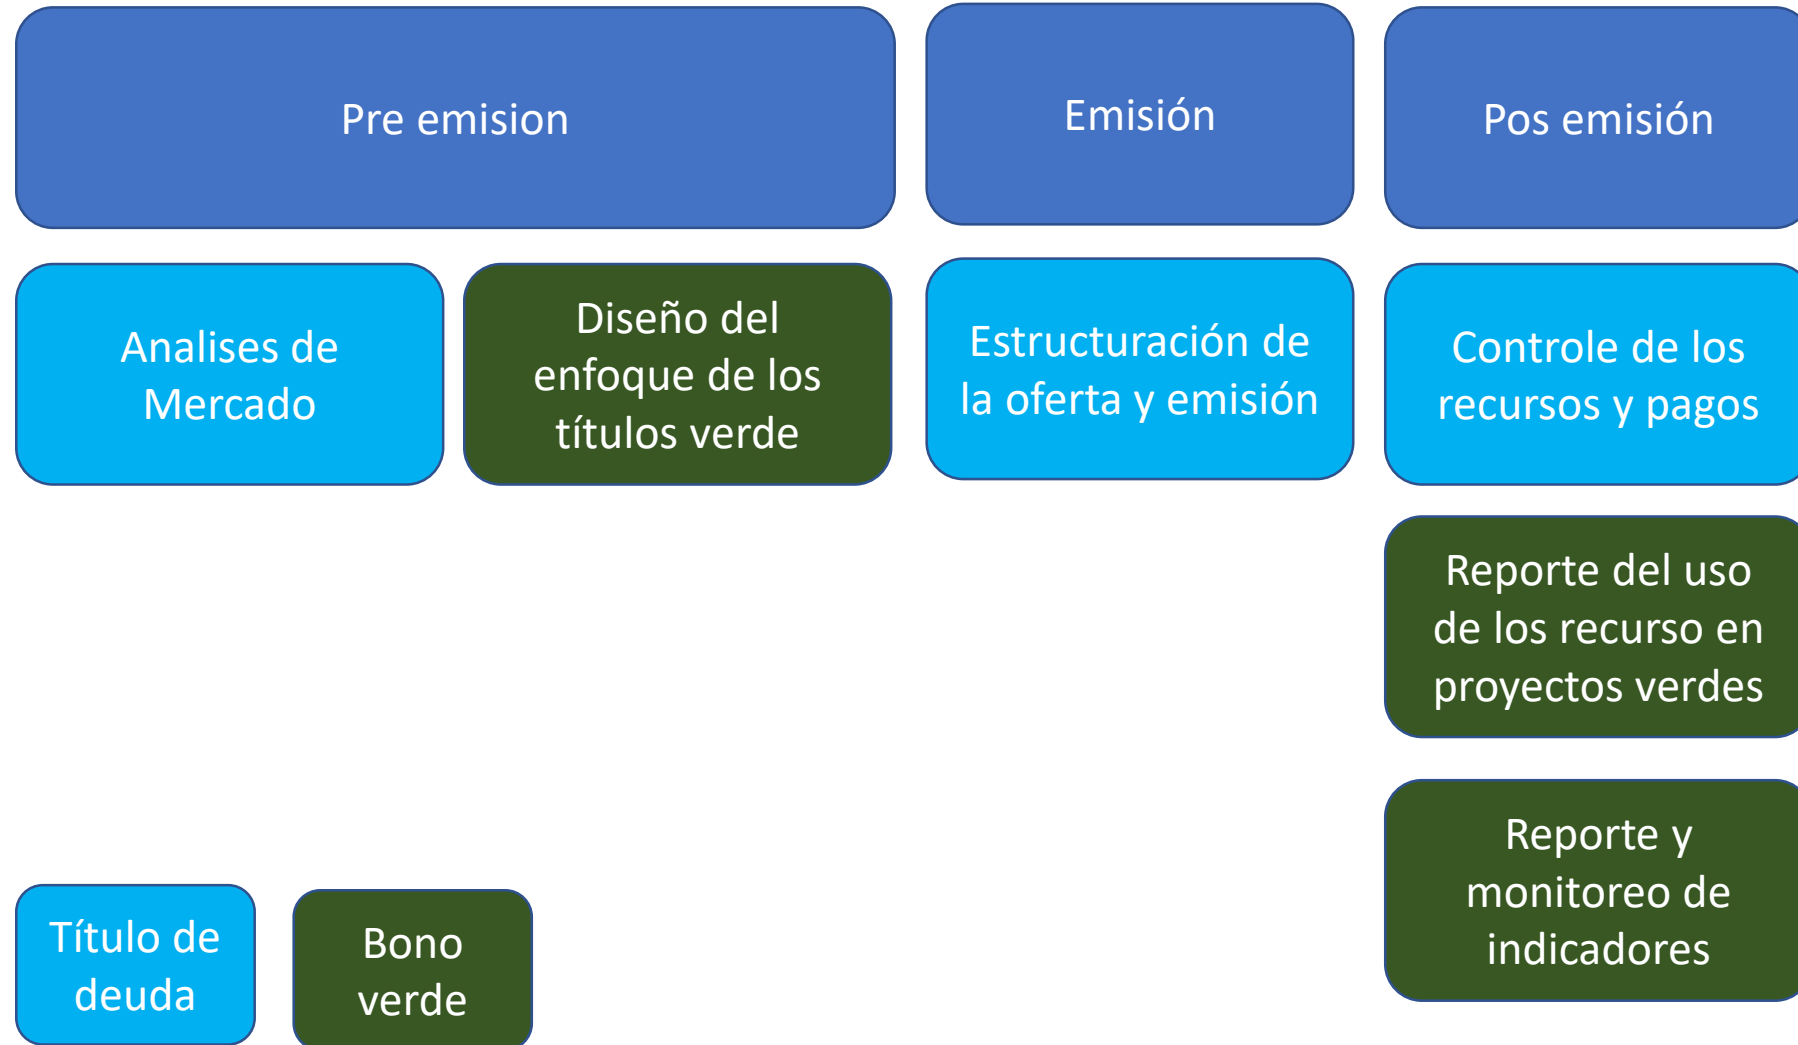 Pre emision
Emisión
Pos emisión
Analises de
Mercado
Diseño del
enfoque de los
títulos verde
Estructuración de
la oferta y emisión
Controle de los
recursos y pagos
Reporte del uso
de los recurso en
proyectos verdes
Reporte y
monitoreo de
indicadores
Título de
deuda
Bono
verde